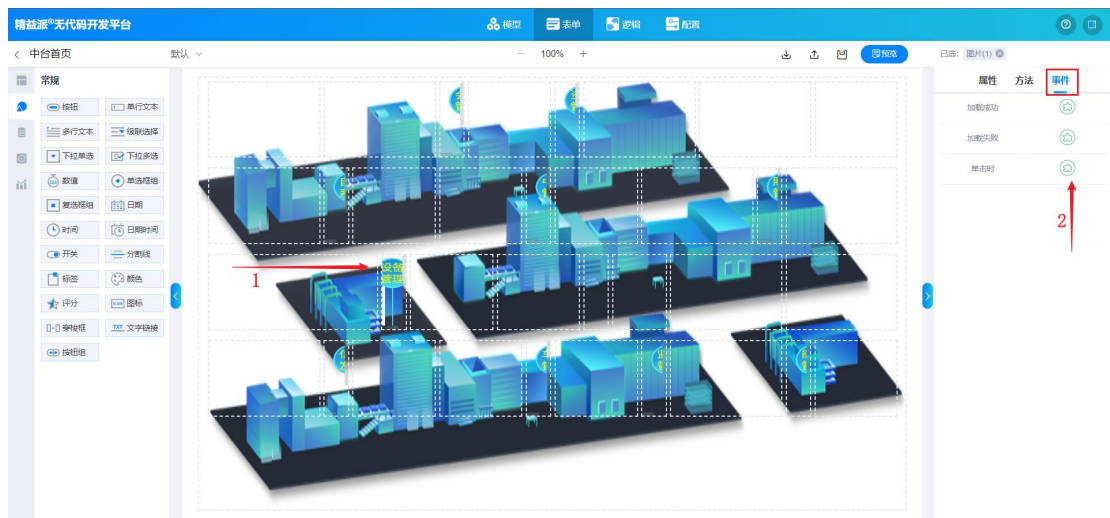 精益派®无代码开发平台
模型
表单
逻辑
配置
中台首页
默认
100%
预览
已选: 图片(1)
常规
按钮
单行文本
多行文本
级联选择
下拉单选
下拉多选
数值
单选框组
复选框组
日期
时间
日期时间
开关
分割线
标签
颜色
评分
图标
穿梭框
TXT 文字链接
按钮组
1
设备
管理
属性
方法
事件
加载成功
加载失败
单击时
2